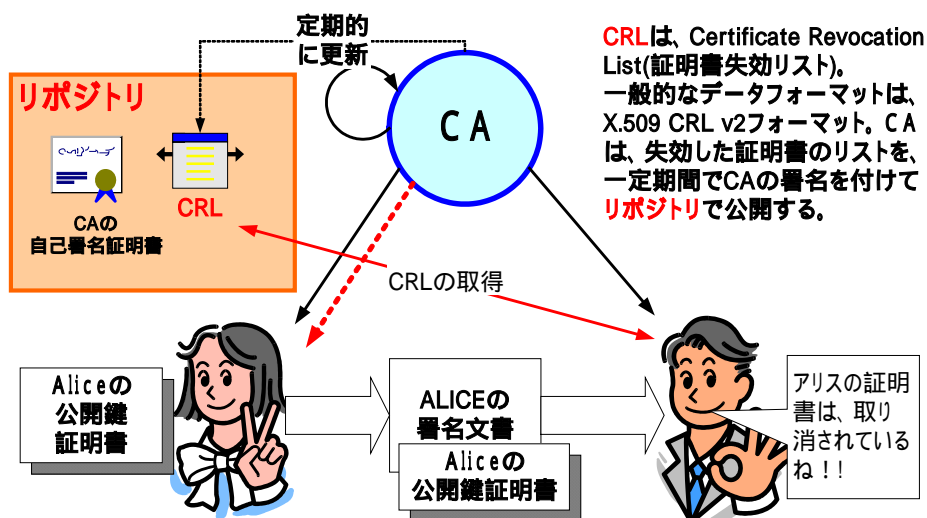 定期的
に更新
CRLは、Certificate Revocation
List(証明書失効リスト)。
一般的なデータフォーマットは、
X.509 CRL v2フォーマット。CA
は、失効した証明書のリストを、
一定期間でCAの署名を付けて
リポジトリで公開する。
リポジトリ
CA
CRL
CAの
自己署名証明書
CRLの取得
Aliceの
公開鍵
証明書
ALICEの
署名文書
Aliceの
公開鍵証明書
アリスの証明
書は、取り
消されている
ね!!